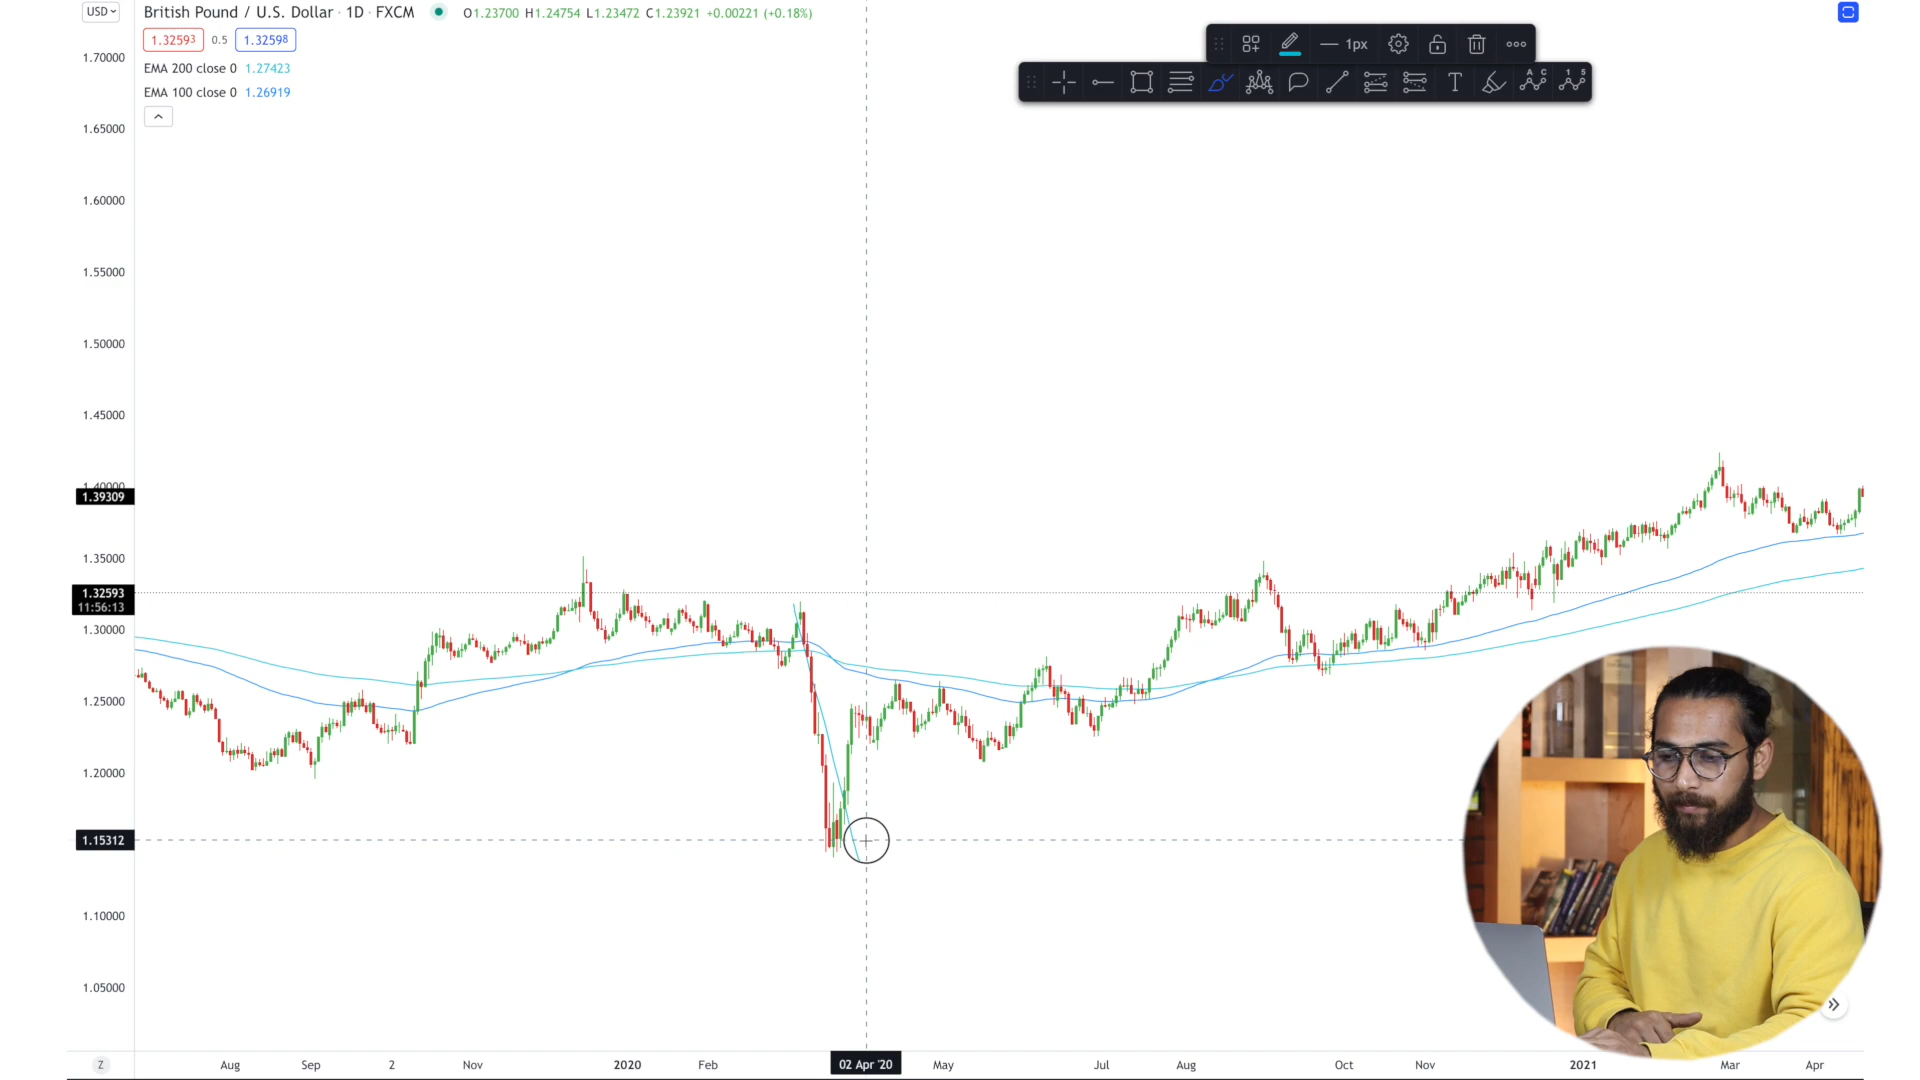 USD
British Pound / U.S. Dollar · 1D · FXCM
O1.23700 H1.24754 L1.23472 C1.23921 +0.00221 (+0.18%)
1.32593 0.5 1.32598
EMA 200 close 0 1.27423
EMA 100 close 0 1.26919
1px
T
A C
1 5
1.70000
1.65000
1.60000
1.55000
1.50000
1.45000
1.40000
1.39309
1.35000
1.32593
11:56:13
1.30000
1.25000
1.20000
1.15312
1.10000
1.05000
Z
Aug Sep 2 Nov 2020 Feb 02 Apr '20 May Jul Aug Oct Nov 2021 Mar Apr